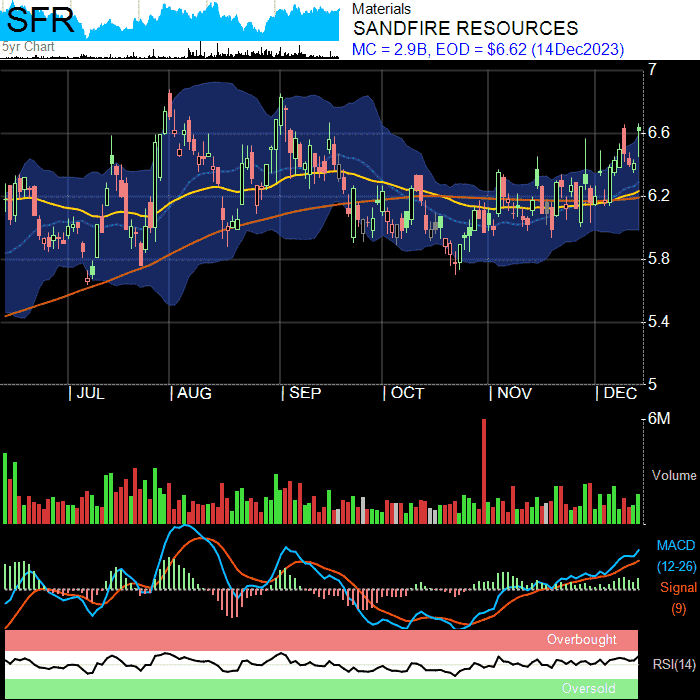 SFR
5yr Chart
Materials
SANDFIRE RESOURCES
MC = 2.9B, EOD = $6.62 (14Dec2023)
7
6.6
6.2
5.8
5.4
5
| JUL | AUG | SEP | OCT | NOV | DEC
6M
Volume
MACD
(12-26)
Signal
(9)
Overbought
RSI(14)
Oversold